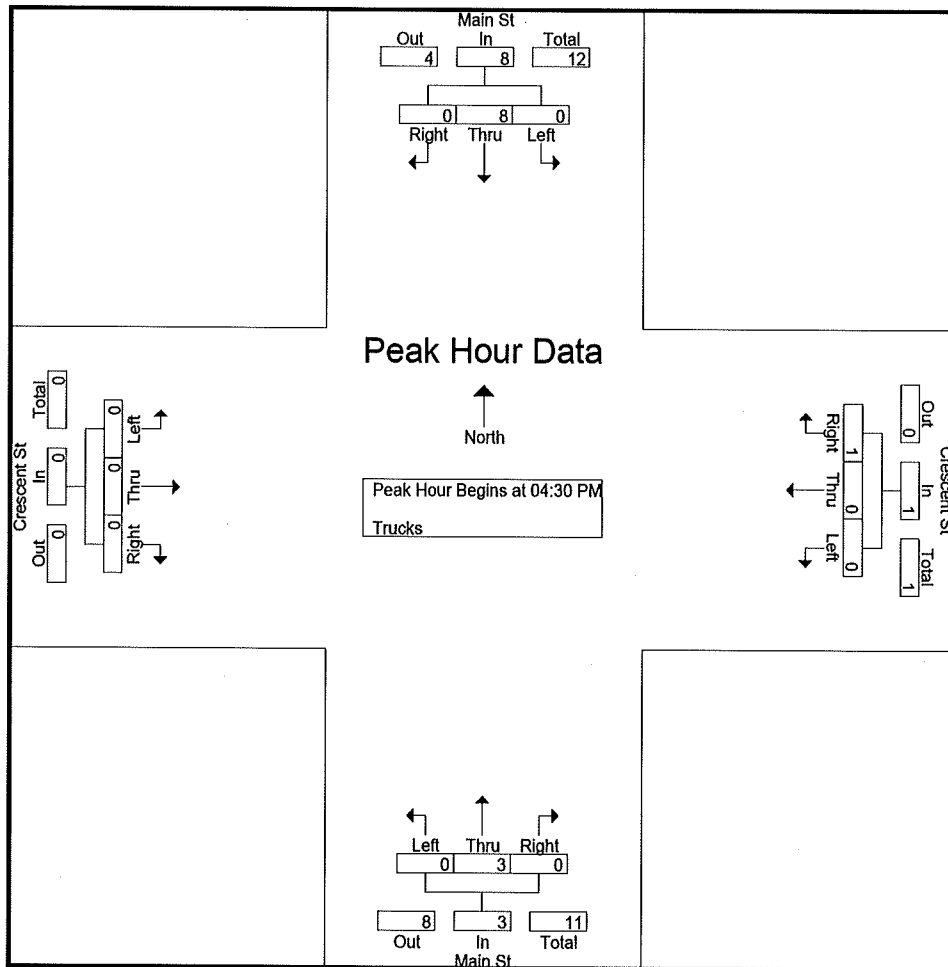 Main St
Out In Total
4 8 12
0 8 0
Right Thru Left
Peak Hour Data
North
Peak Hour Begins at 04:30 PM
Trucks
Crescent St
Total In Out
0 0 0
0 0 0
Left Thru Right
Right Thru Left
1 0 0
Out In Total
0 1 1
Crescent St
Left Thru Right
0 3 0
8 3 11
Out In Total
Main St